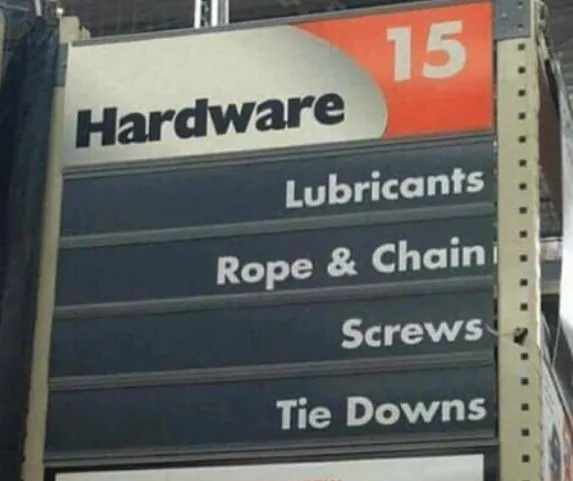 15
Hardware
Lubricants
Rope & Chain
Screws
Tie Downs